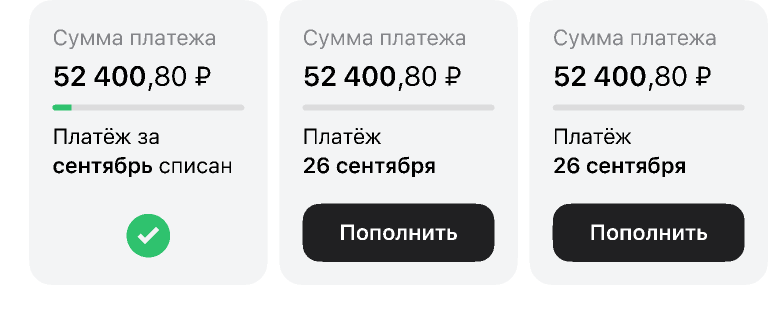 Сумма платежа
52 400,80 ₽
Платёж за
сентябрь списан
Сумма платежа
52 400,80 ₽
Платёж
26 сентября
Пополнить
Сумма платежа
52 400,80 ₽
Платёж
26 сентября
Пополнить